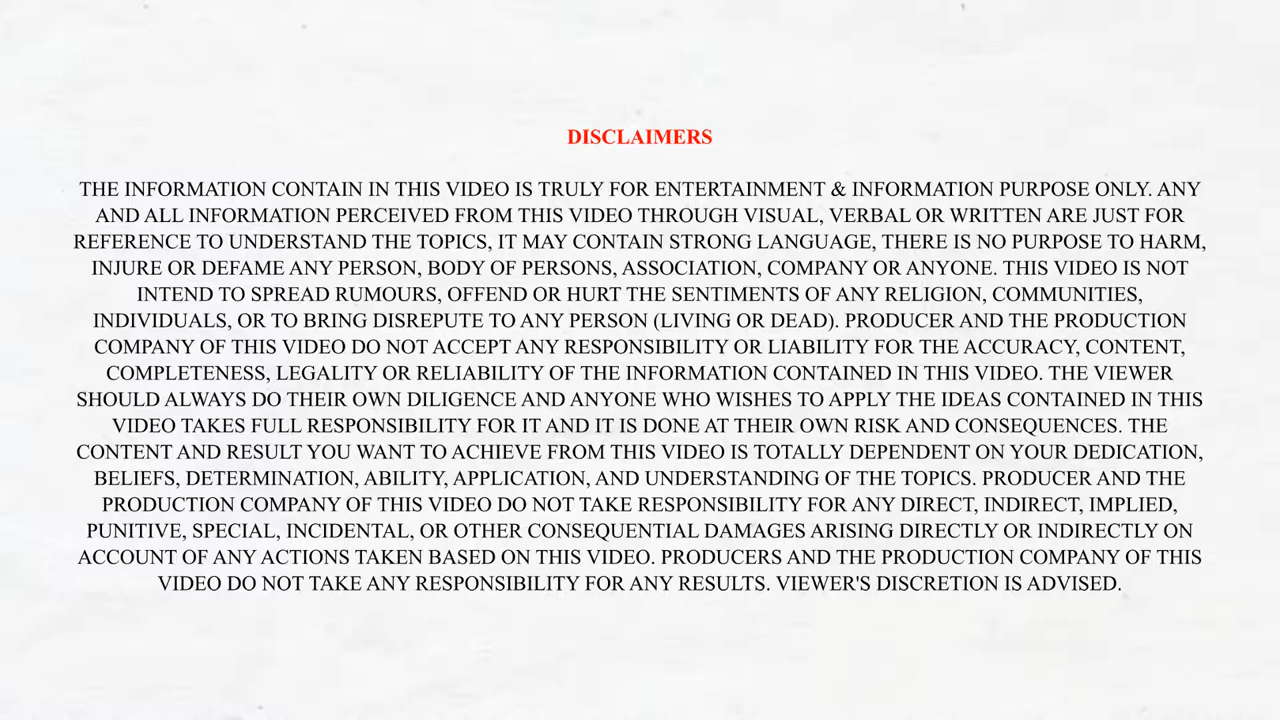 DISCLAIMERS
THE INFORMATION CONTAIN IN THIS VIDEO IS TRULY FOR ENTERTAINMENT & INFORMATION PURPOSE ONLY. ANY
AND ALL INFORMATION PERCEIVED FROM THIS VIDEO THROUGH VISUAL, VERBAL OR WRITTEN ARE JUST FOR
REFERENCE TO UNDERSTAND THE TOPICS, IT MAY CONTAIN STRONG LANGUAGE, THERE IS NO PURPOSE TO HARM,
INJURE OR DEFAME ANY PERSON, BODY OF PERSONS, ASSOCIATION, COMPANY OR ANYONE. THIS VIDEO IS NOT
INTEND TO SPREAD RUMOURS, OFFEND OR HURT THE SENTIMENTS OF ANY RELIGION, COMMUNITIES,
INDIVIDUALS, OR TO BRING DISREPUTE TO ANY PERSON (LIVING OR DEAD). PRODUCER AND THE PRODUCTION
COMPANY OF THIS VIDEO DO NOT ACCEPT ANY RESPONSIBILITY OR LIABILITY FOR THE ACCURACY, CONTENT,
COMPLETENESS, LEGALITY OR RELIABILITY OF THE INFORMATION CONTAINED IN THIS VIDEO. THE VIEWER
SHOULD ALWAYS DO THEIR OWN DILIGENCE AND ANYONE WHO WISHES TO APPLY THE IDEAS CONTAINED IN THIS
VIDEO TAKES FULL RESPONSIBILITY FOR IT AND IT IS DONE AT THEIR OWN RISK AND CONSEQUENCES. THE
CONTENT AND RESULT YOU WANT TO ACHIEVE FROM THIS VIDEO IS TOTALLY DEPENDENT ON YOUR DEDICATION,
BELIEFS, DETERMINATION, ABILITY, APPLICATION, AND UNDERSTANDING OF THE TOPICS. PRODUCER AND THE
PRODUCTION COMPANY OF THIS VIDEO DO NOT TAKE RESPONSIBILITY FOR ANY DIRECT, INDIRECT, IMPLIED,
PUNITIVE, SPECIAL, INCIDENTAL, OR OTHER CONSEQUENTIAL DAMAGES ARISING DIRECTLY OR INDIRECTLY ON
ACCOUNT OF ANY ACTIONS TAKEN BASED ON THIS VIDEO. PRODUCERS AND THE PRODUCTION COMPANY OF THIS
VIDEO DO NOT TAKE ANY RESPONSIBILITY FOR ANY RESULTS. VIEWER'S DISCRETION IS ADVISED.